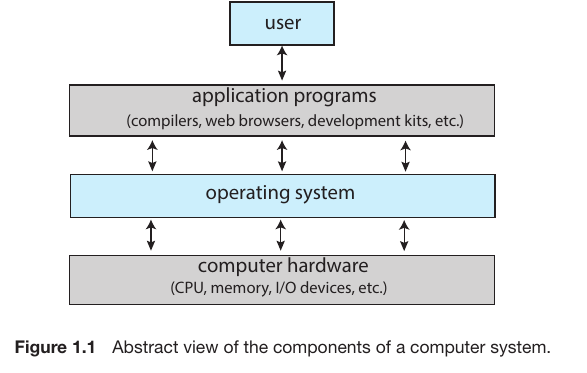 user
application programs
(compilers, web browsers, development kits, etc.)
operating system
computer hardware
(CPU, memory, I/O devices, etc.)
Figure 1.1 Abstract view of the components of a computer system.